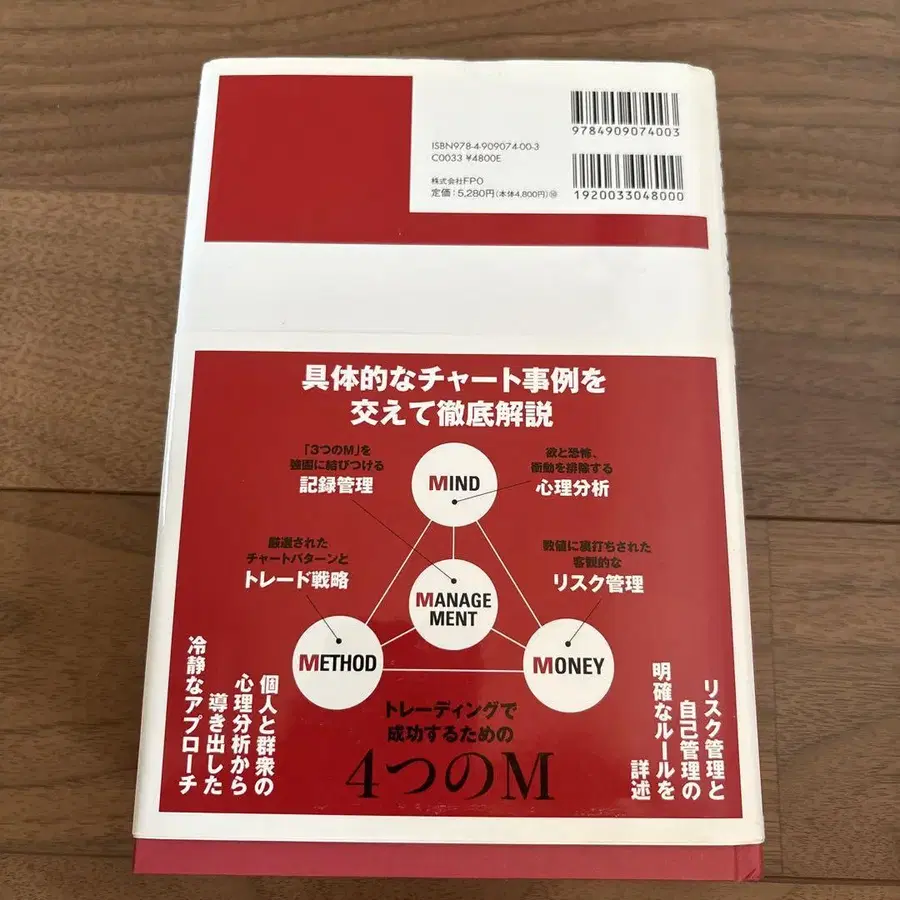 9784909074003
ISBN978-4-909074-00-3
C0033 ¥4800E
株式会社FPO
定価：5,280円(本体4,800円)⑩
1920033048000
具体的なチャート事例を
交えて徹底解説
「3つのM」を
強固に結びつける
記録管理
MIND
欲と恐怖、
衝動を排除する
心理分析
厳選された
チャートパターンと
トレード戦略
MANAGE
MENT
数値に裏打ちされた
客観的な
リスク管理
METHOD
MONEY
リスク管理と
自己管理の
明確なルールを
詳述
個人と群衆の
心理分析から
導き出した
冷静なアプローチ
トレーディングで
成功するための
4つのM